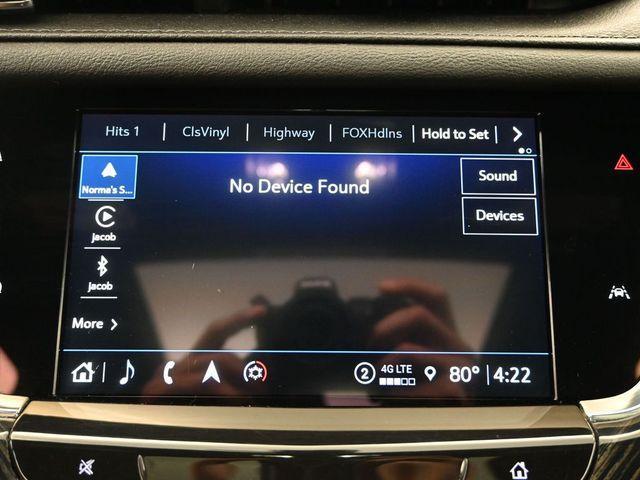 Hits 1 ClsVinyl Highway FOXHdlns Hold to Set
Norma's S...
No Device Found
Sound
jacob
Devices
jacob
More
2 4G LTE 80° 4:22